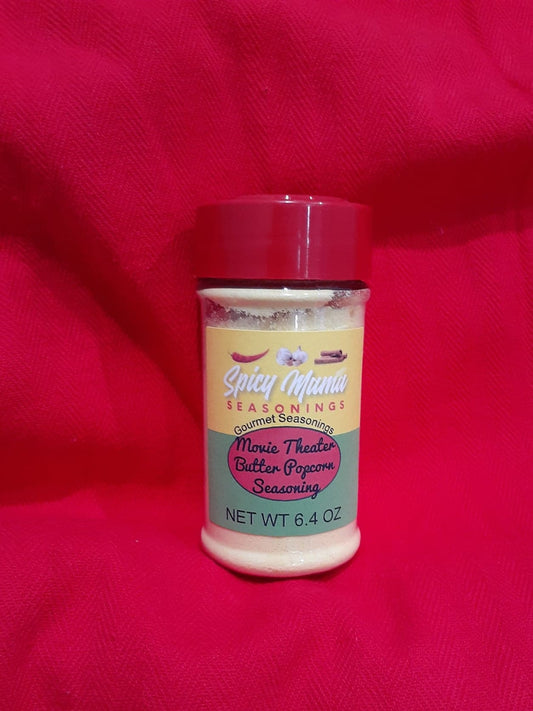 Spicy Mama
SEASONINGS
Gourmet Seasonings
Movie Theater
Butter Popcorn
Seasoning
NET WT 6.4 OZ